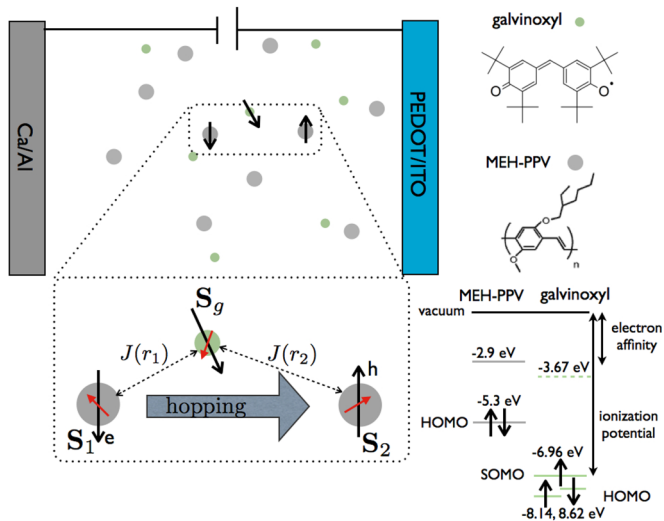 Ca/Al
PEDOT/ITO
galvinoxyl
O
O•
MEH-PPV
O
O
n
S_g
J(r_1)
J(r_2)
hopping
S_1
e
h
S_2
MEH-PPV galvinoxyl
vacuum
electron
affinity
-2.9 eV
-3.67 eV
-5.3 eV
HOMO
ionization
potential
-6.96 eV
SOMO
HOMO
-8.14, 8.62 eV